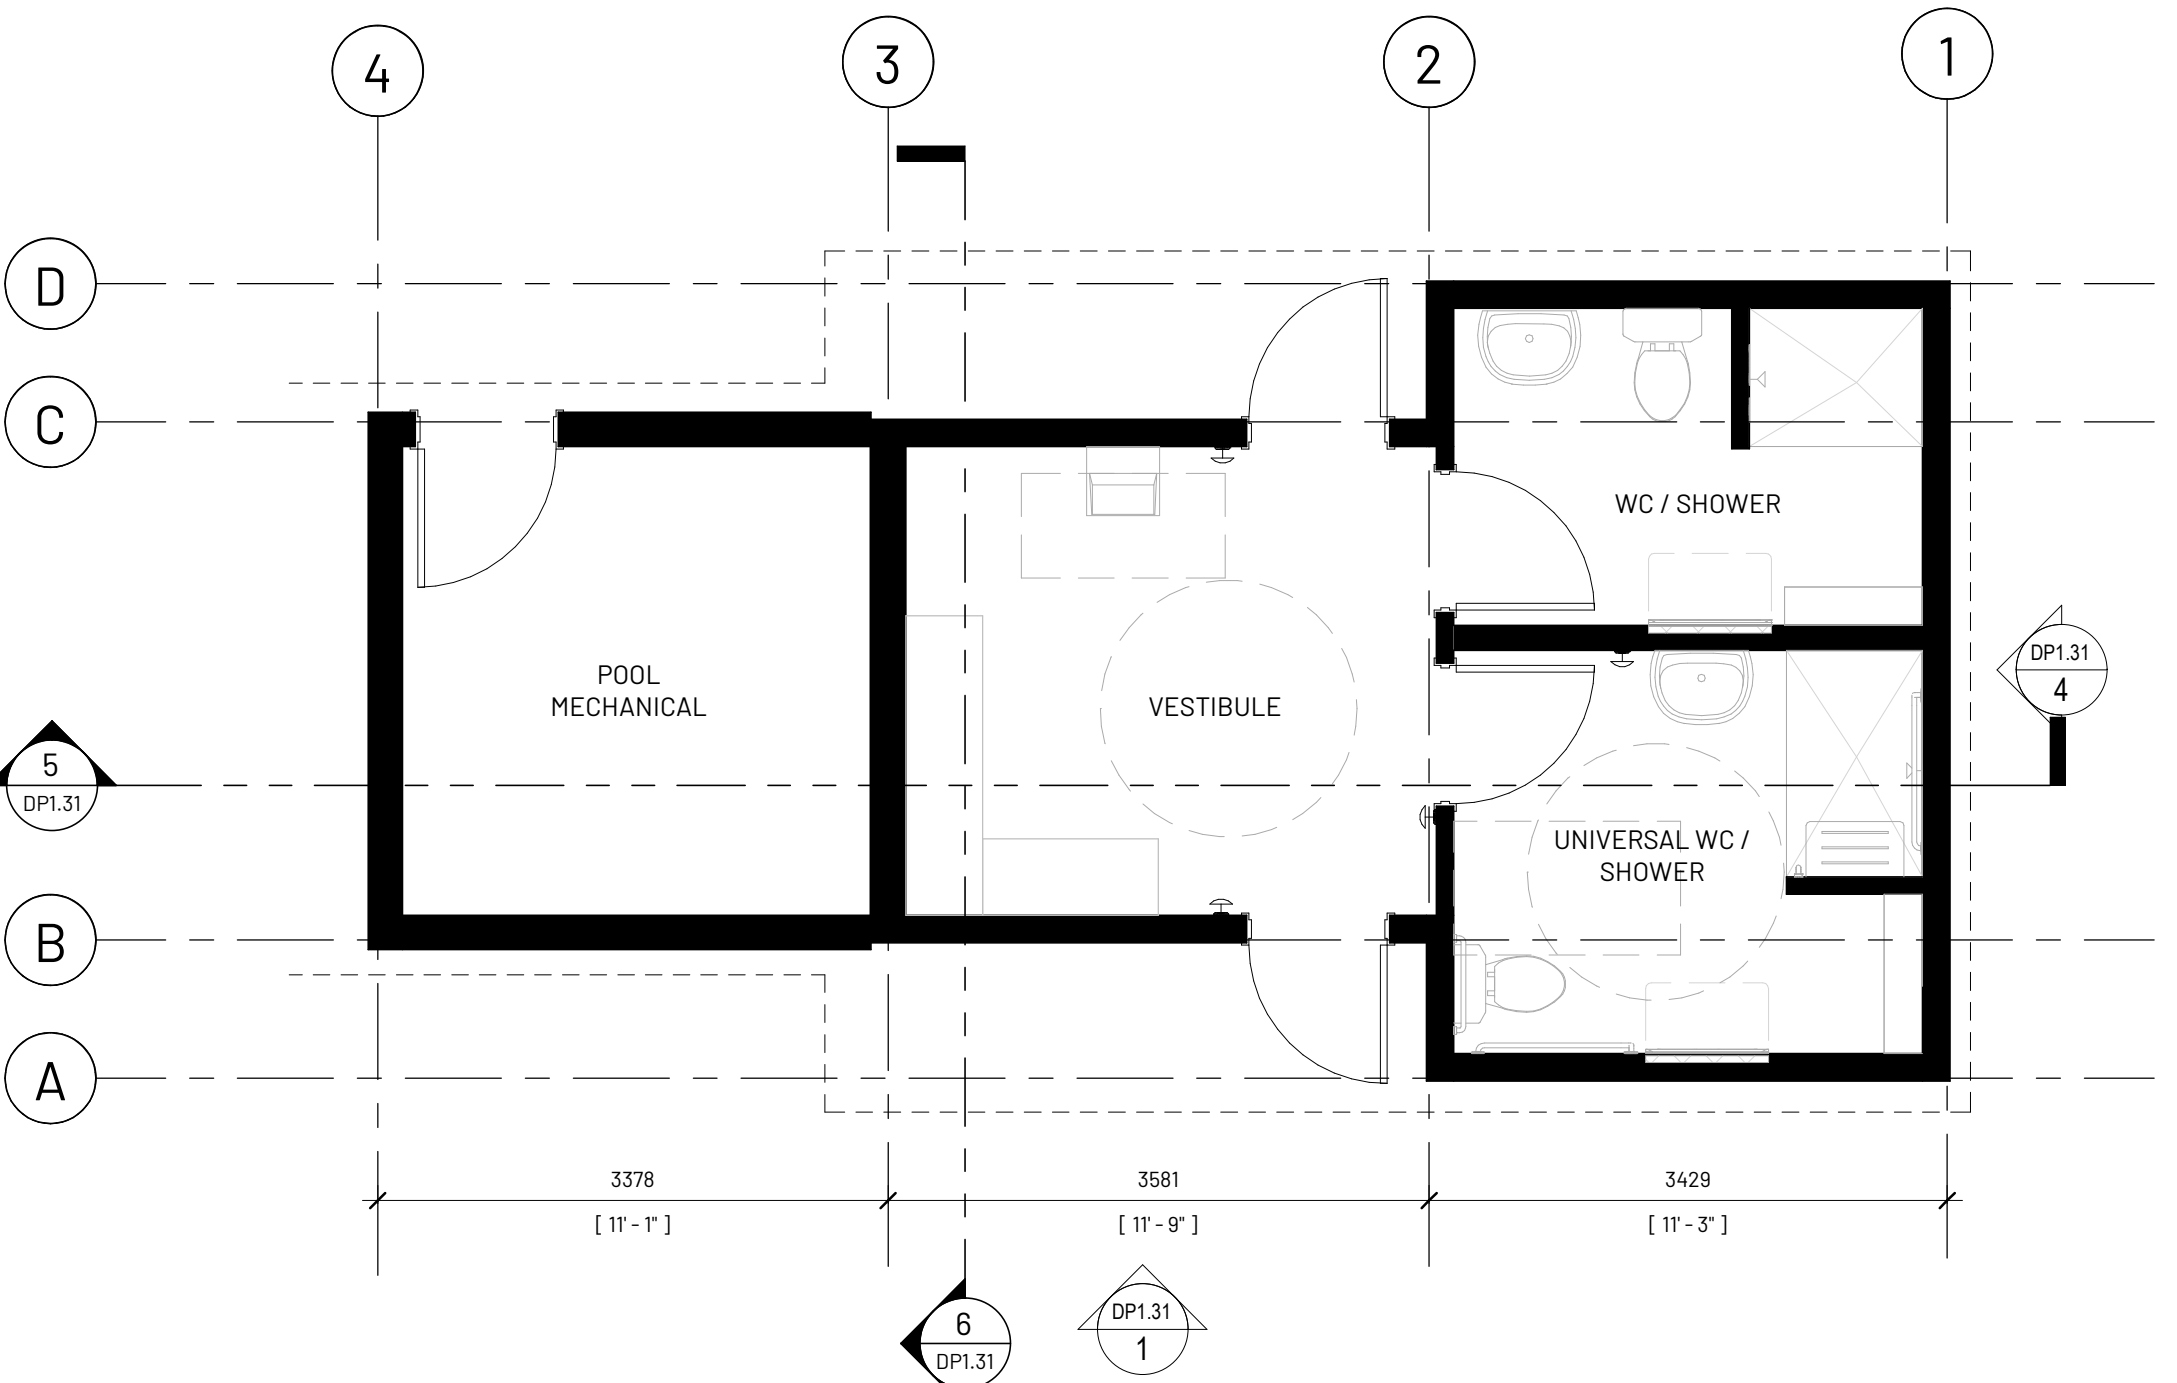 4
3
2
1
D
C
WC / SHOWER
POOL
MECHANICAL
VESTIBULE
DP1.31
4
5
DP1.31
UNIVERSAL WC /
SHOWER
B
A
3378
3581
3429
[ 11' - 1" ]
[ 11' - 9" ]
[ 11' - 3" ]
6
DP1.31
DP1.31
1